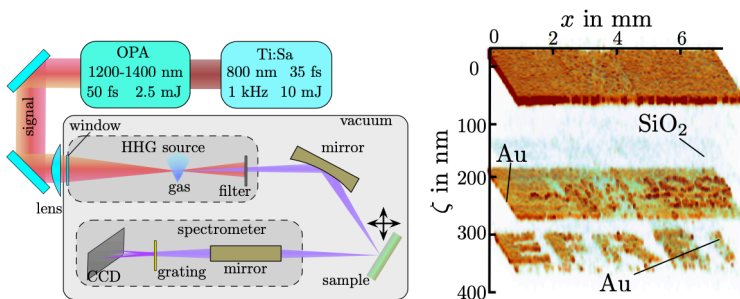 OPA
1200-1400 nm
50 fs 2.5 mJ
Ti:Sa
800 nm 35 fs
1 kHz 10 mJ
signal
window
vacuum
HHG source
mirror
gas
filter
lens
spectrometer
CCD
grating
mirror
sample
x in mm
0 2 4 6
0
100
200
300
400
ζ in nm
SiO2
Au
Au